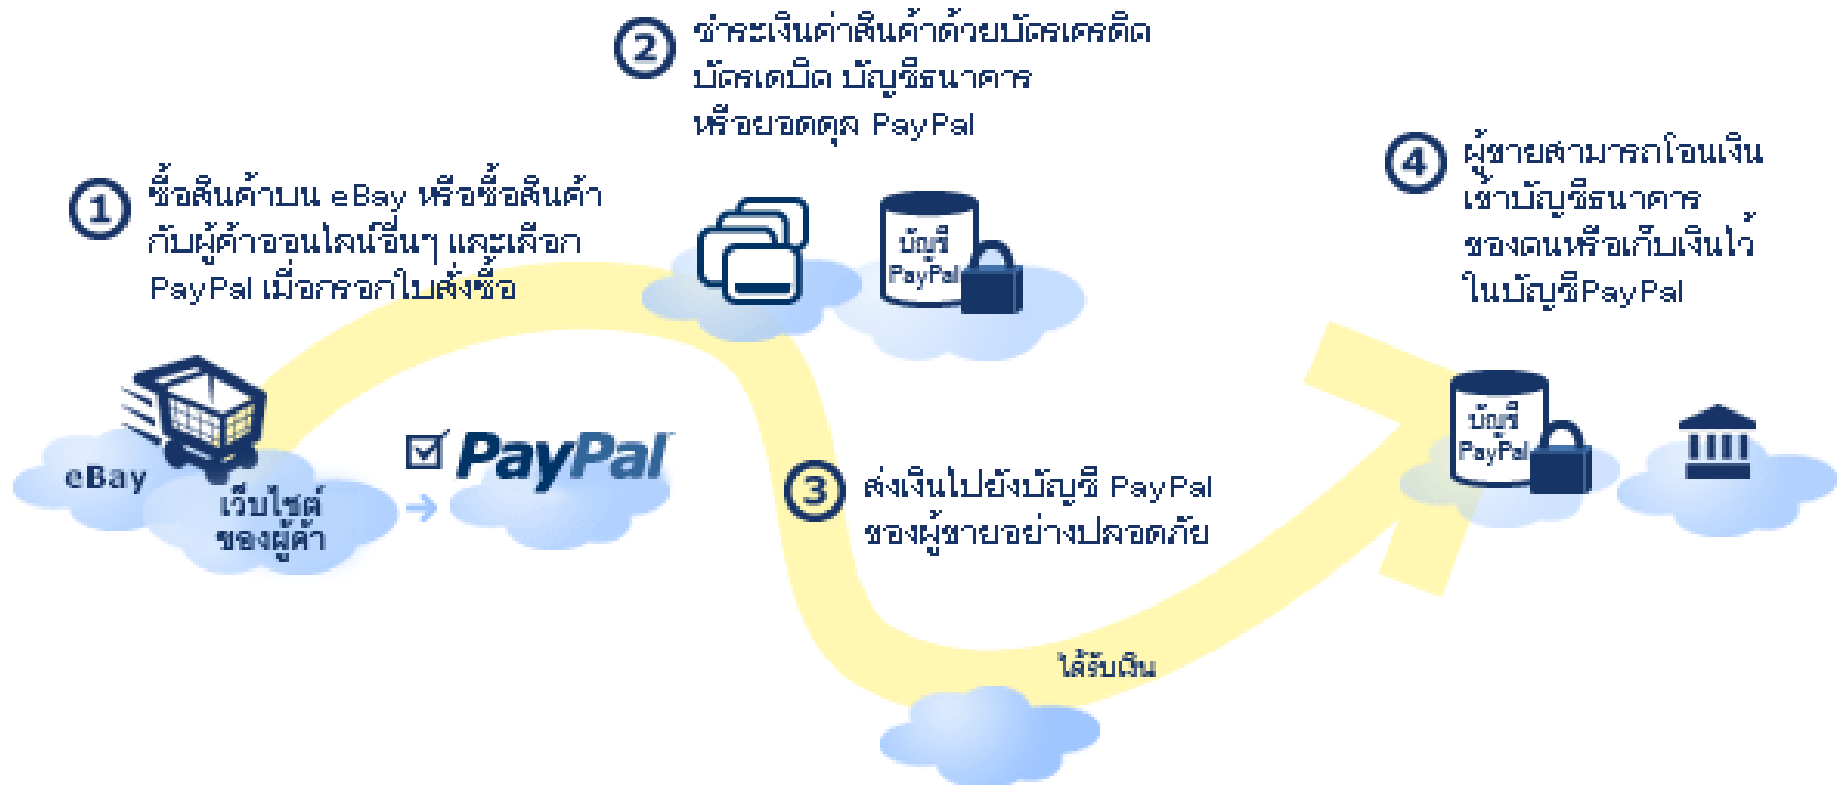 1 ซื้อสินค้าบน eBay หรือซื้อสินค้า
กับผู้ค้าออนไลน์อื่นๆ และเลือก
PayPal เมื่อกรอกใบสั่งซื้อ
eBay
เว็บไซต์
ของผู้ค้า
PayPal
2 ชำระเงินค่าสินค้าด้วยบัตรเครดิต
บัตรเดบิต บัญชีธนาคาร
หรือยอดดุล PayPal
บัญชี
PayPal
3 ส่งเงินไปยังบัญชี PayPal
ของผู้ขายอย่างปลอดภัย
ได้รับเงิน
4 ผู้ขายสามารถโอนเงิน
เข้าบัญชีธนาคาร
ของตนหรือเก็บเงินไว้
ในบัญชีPayPal
บัญชี
PayPal